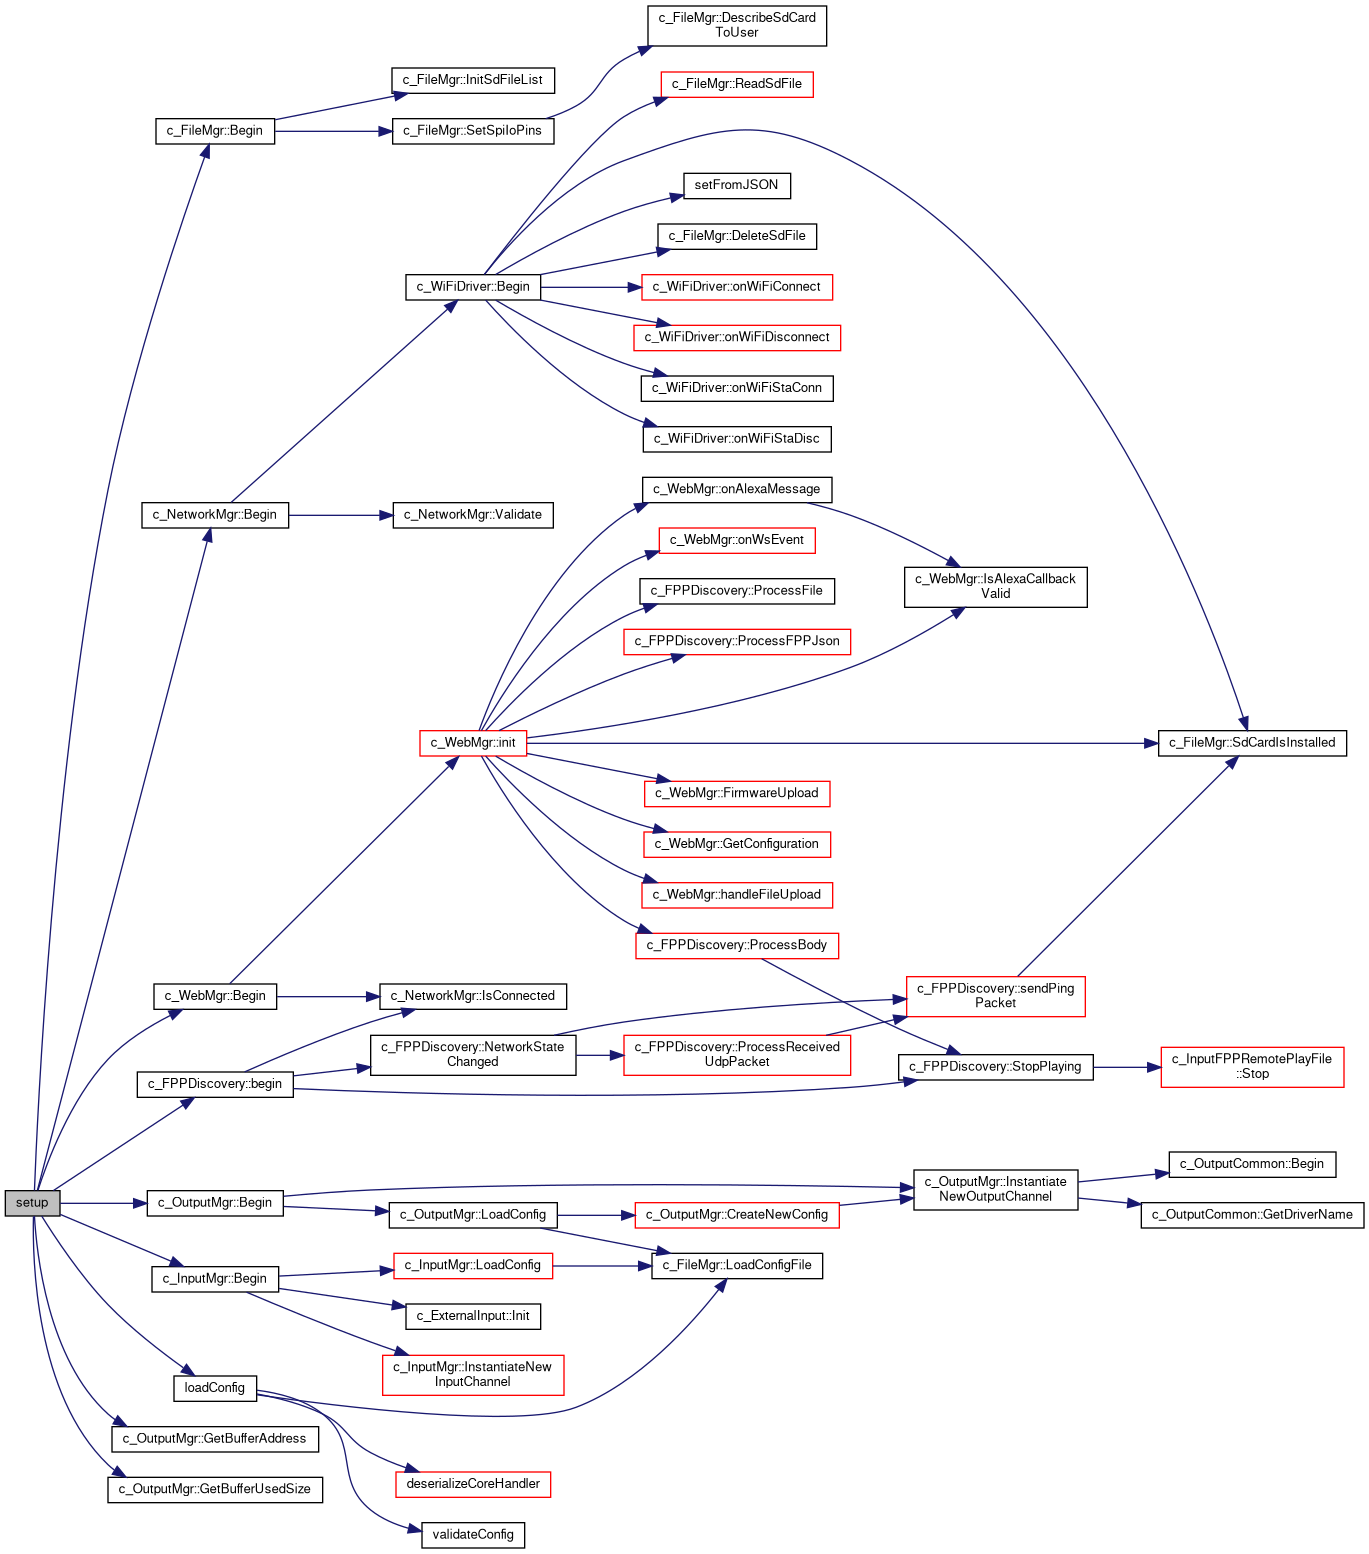 c_FileMgr::DescribeSdCard
ToUser
c_FileMgr::InitSdFileList
c_FileMgr::ReadSdFile
c_FileMgr::Begin
c_FileMgr::SetSpiIoPins
setFromJSON
c_FileMgr::DeleteSdFile
c_WiFiDriver::Begin
c_WiFiDriver::onWiFiConnect
c_WiFiDriver::onWiFiDisconnect
c_WiFiDriver::onWiFiStaConn
c_WiFiDriver::onWiFiStaDisc
c_WebMgr::onAlexaMessage
c_NetworkMgr::Begin
c_NetworkMgr::Validate
c_WebMgr::onWsEvent
c_WebMgr::IsAlexaCallback
Valid
c_FPPDiscovery::ProcessFile
c_FPPDiscovery::ProcessFPPJson
c_WebMgr::init
c_FileMgr::SdCardIsInstalled
c_WebMgr::FirmwareUpload
c_WebMgr::GetConfiguration
c_WebMgr::handleFileUpload
c_FPPDiscovery::ProcessBody
c_WebMgr::Begin
c_NetworkMgr::IsConnected
c_FPPDiscovery::sendPing
Packet
c_FPPDiscovery::NetworkState
Changed
c_FPPDiscovery::ProcessReceived
UdpPacket
c_FPPDiscovery::StopPlaying
c_InputFPPRemotePlayFile
::Stop
c_FPPDiscovery::begin
c_OutputCommon::Begin
setup
c_OutputMgr::Begin
c_OutputMgr::Instantiate
NewOutputChannel
c_OutputMgr::LoadConfig
c_OutputMgr::CreateNewConfig
c_OutputCommon::GetDriverName
c_InputMgr::Begin
c_InputMgr::LoadConfig
c_FileMgr::LoadConfigFile
c_ExternalInput::Init
c_InputMgr::InstantiateNew
InputChannel
loadConfig
c_OutputMgr::GetBufferAddress
c_OutputMgr::GetBufferUsedSize
deserializeCoreHandler
validateConfig